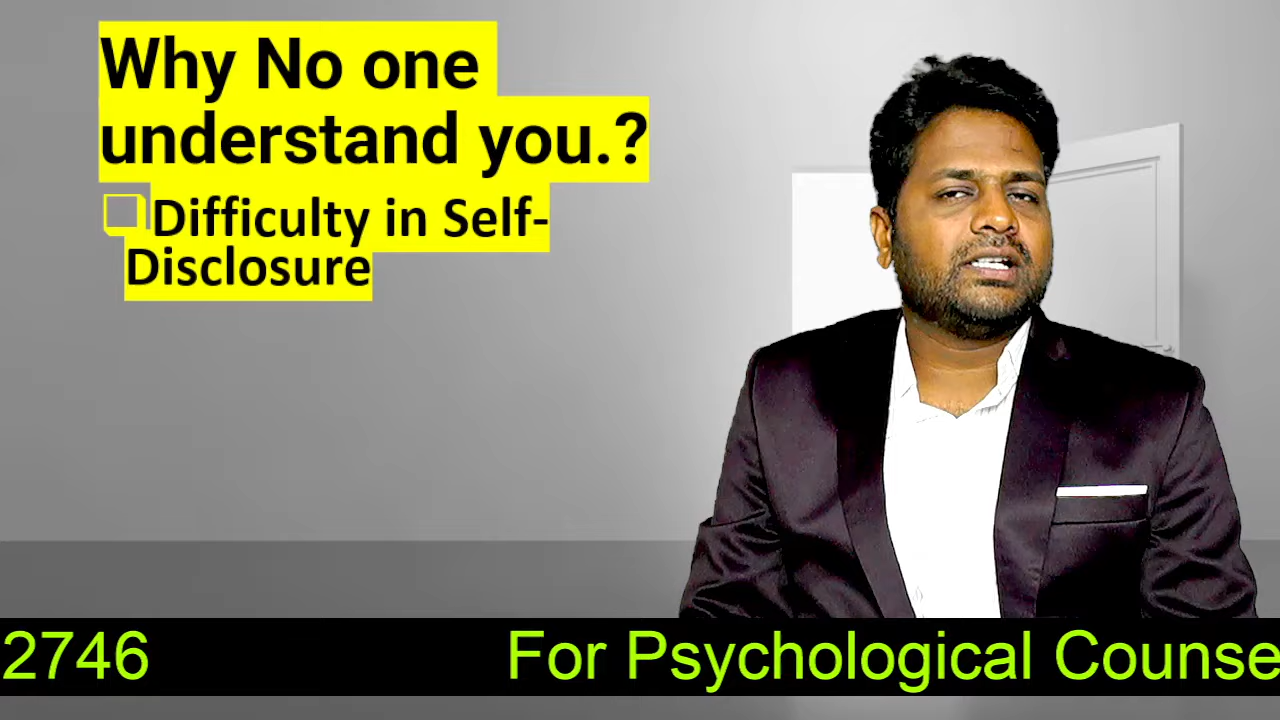 Why No one
understand you.?
Difficulty in Self-
Disclosure
2746 For Psychological Counse